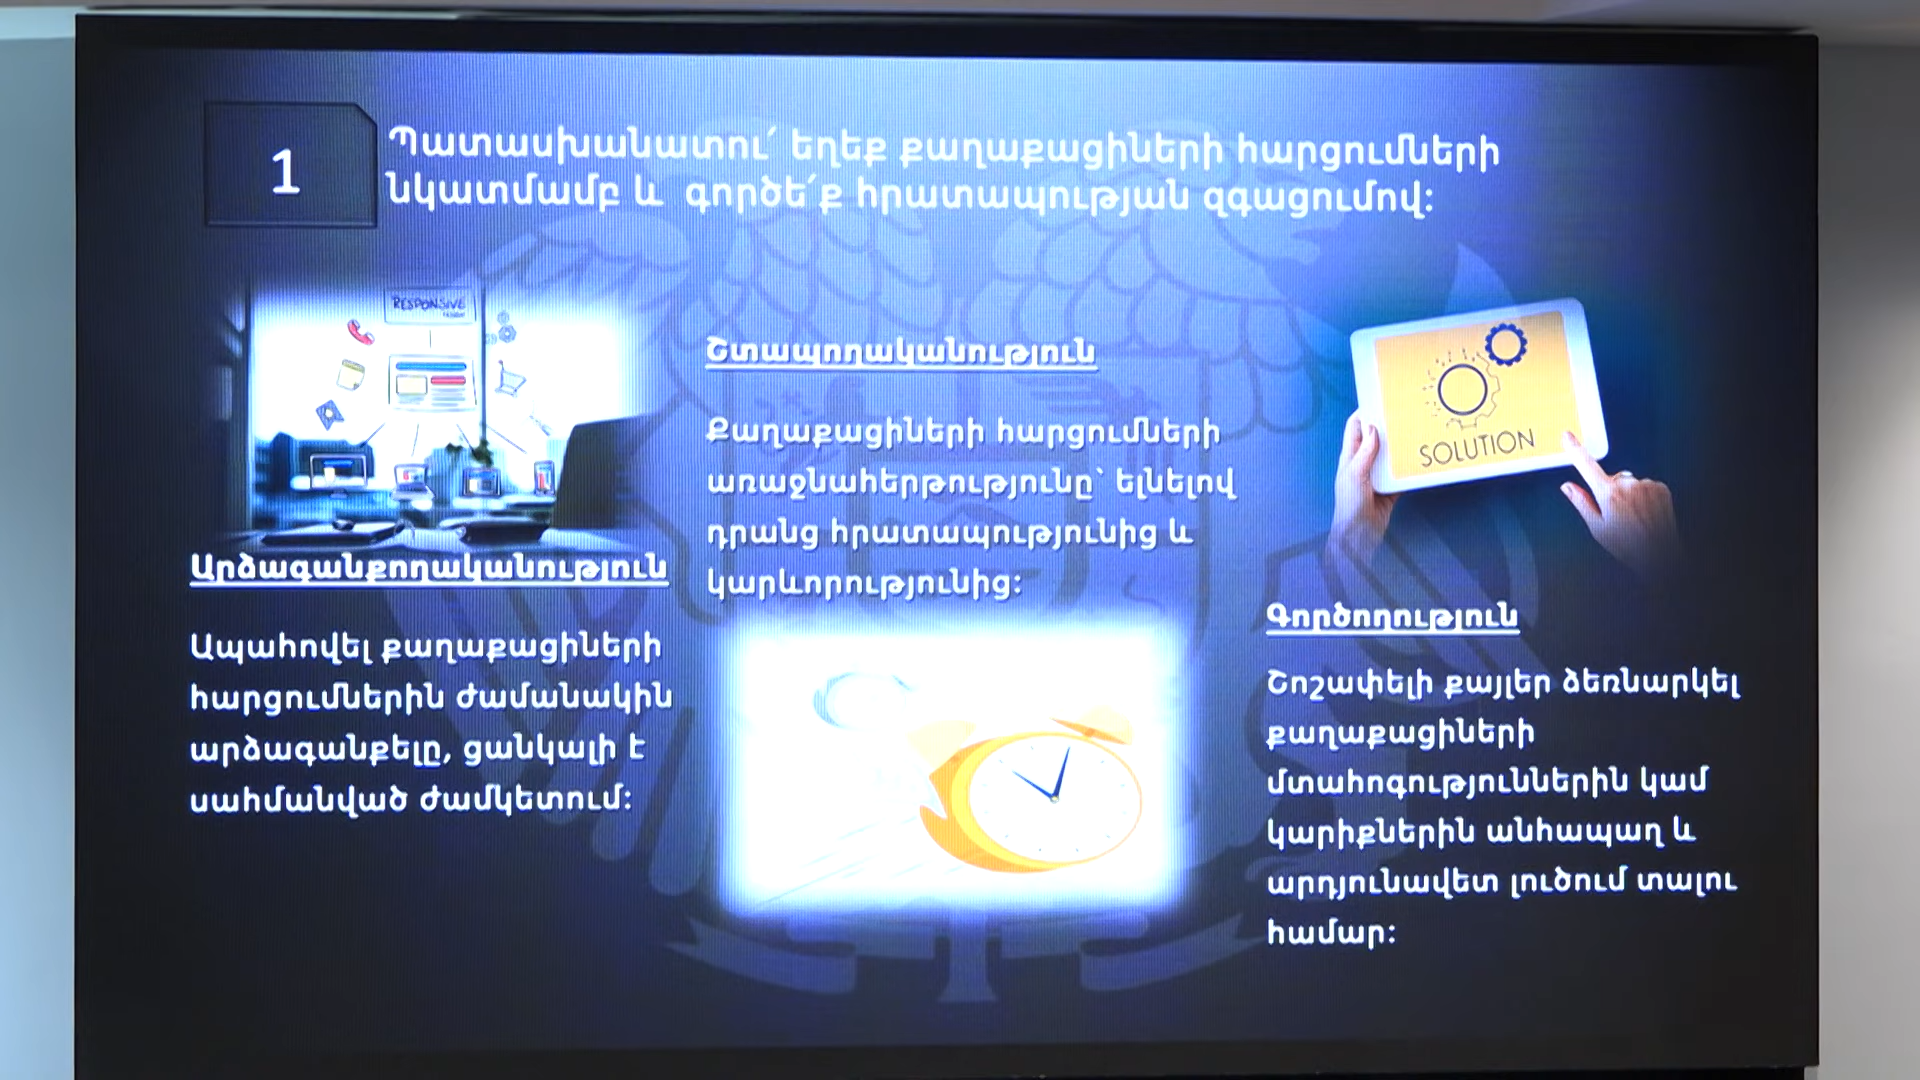 1
Պատասխանատու՛ եղեք քաղաքացիների հարցումների
նկատմամբ և գործե՛ք հրատապության զգացումով:
RESPONSIVE
Արձագանքողականություն
Ապահովել քաղաքացիների
հարցումներին ժամանակին
արձագանքելը, ցանկալի է
սահմանված ժամկետում:
Շտապողականություն
Քաղաքացիների հարցումների
առաջնահերթությունը` ելնելով
դրանց հրատապությունից և
կարևորությունից:
SOLUTION
Գործողություն
Շոշափելի քայլեր ձեռնարկել
քաղաքացիների
մտահոգություններին կամ
կարիքներին անհապաղ և
արդյունավետ լուծում տալու
համար: